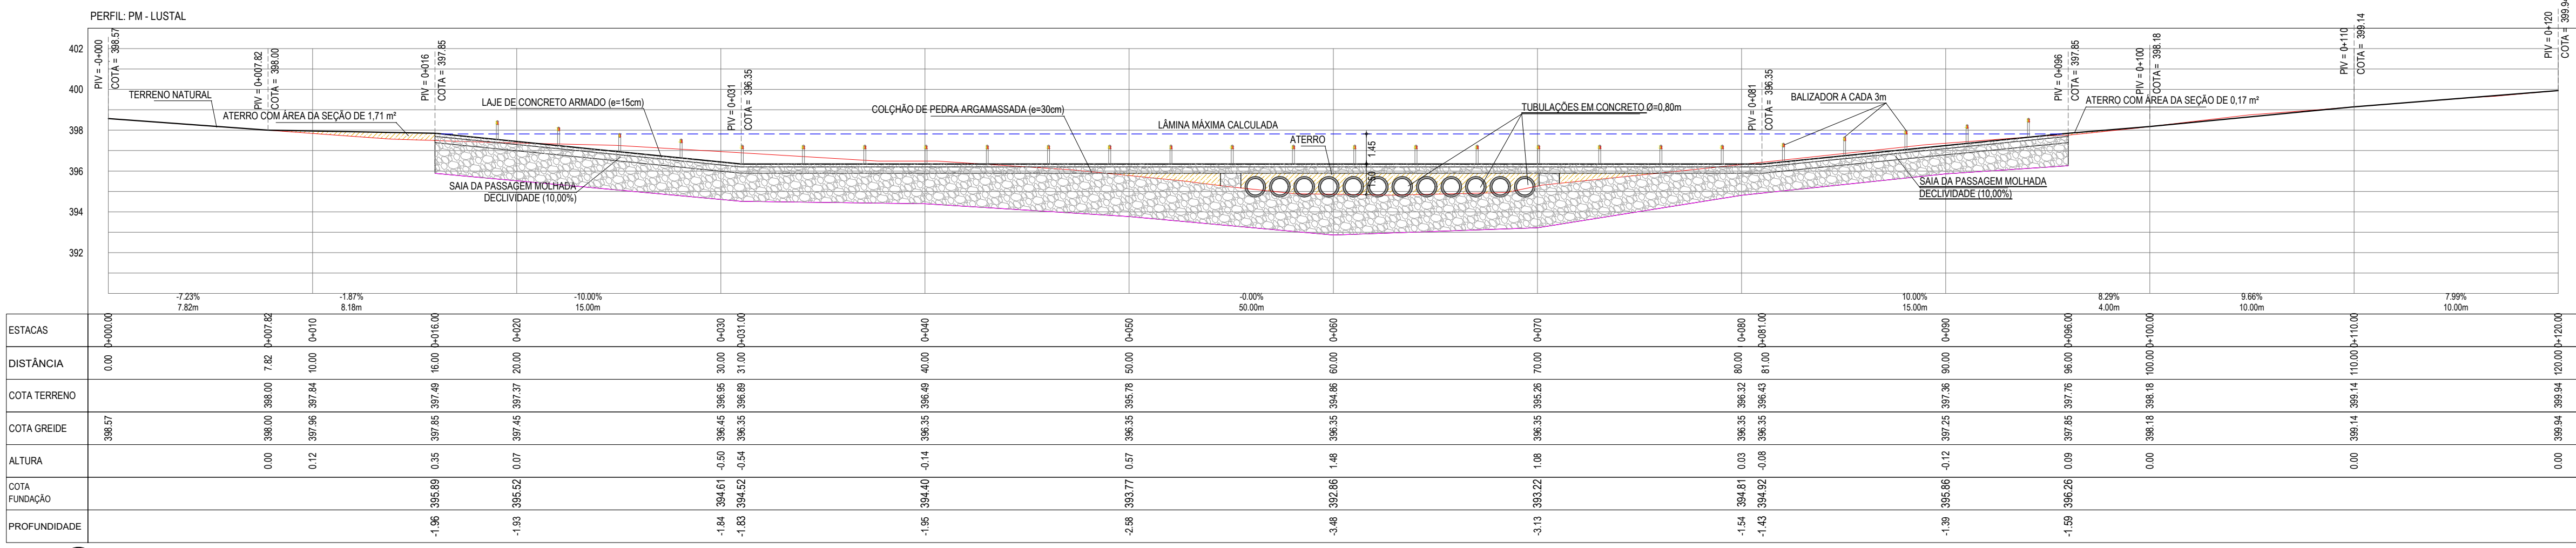 PERFIL: PM - LUSTAL
PIV = -0+000
COTA = 398.57
PIV = 0+007.82
COTA = 398.00
PIV = 0+016
COTA = 397.85
PIV = 0+031
COTA = 396.35
PIV = 0+081
COTA = 396.35
PIV = 0+096
COTA = 397.85
PIV = 0+100
COTA = 398.18
PIV = 0+110
COTA = 399.14
PIV = 0+120
COTA = 399.94
402
400
398
396
394
392
TERRENO NATURAL
ATERRO COM ÁREA DA SEÇÃO DE 1,71 m²
LAJE DE CONCRETO ARMADO (e=15cm)
COLÇHÃO DE PEDRA ARGAMASSADA (e=30cm)
LÂMINA MÁXIMA CALCULADA
ATERRO
1.45
1.50
TUBULAÇÕES EM CONCRETO Ø=0,80m
BALIZADOR A CADA 3m
ATERRO COM ÁREA DA SEÇÃO DE 0,17 m²
SAIA DA PASSAGEM MOLHADA
DECLIVIDADE (10,00%)
SAIA DA PASSAGEM MOLHADA
DECLIVIDADE (10,00%)
-7.23% -1.87% -10.00% -0.00% 10.00% 8.29% 9.66% 7.99%
7.82m 8.18m 15.00m 50.00m 15.00m 4.00m 10.00m 10.00m
ESTACAS 0+000.00 0+007.82 0+010 0+016.00 0+020 0+030 0+031.00 0+040 0+050 0+060 0+070 0+080 0+081.00 0+090 0+096.00 0+100.00 0+110.00 0+120.00
DISTÂNCIA 0.00 7.82 10.00 16.00 20.00 30.00 31.00 40.00 50.00 60.00 70.00 80.00 81.00 90.00 96.00 100.00 110.00 120.00
COTA TERRENO 398.00 397.84 397.49 397.37 396.95 396.89 396.49 395.78 394.86 395.26 396.32 396.43 397.36 397.76 398.18 399.14 399.94
COTA GREIDE 398.57 398.00 397.96 397.85 397.45 396.45 396.35 396.35 396.35 396.35 396.35 396.35 396.35 397.25 397.85 398.18 399.14 399.94
ALTURA 0.00 0.12 0.35 0.07 -0.50 -0.54 -0.14 0.57 1.48 1.08 0.03 -0.08 -0.12 0.09 0.00 0.00 0.00
COTA
FUNDAÇÃO 395.89 395.52 394.61 394.52 394.40 393.77 392.86 393.22 394.81 394.92 395.86 396.26
PROFUNDIDADE -1.96 -1.93 -1.84 -1.83 -1.95 -2.58 -3.48 -3.13 -1.54 -1.43 -1.39 -1.59